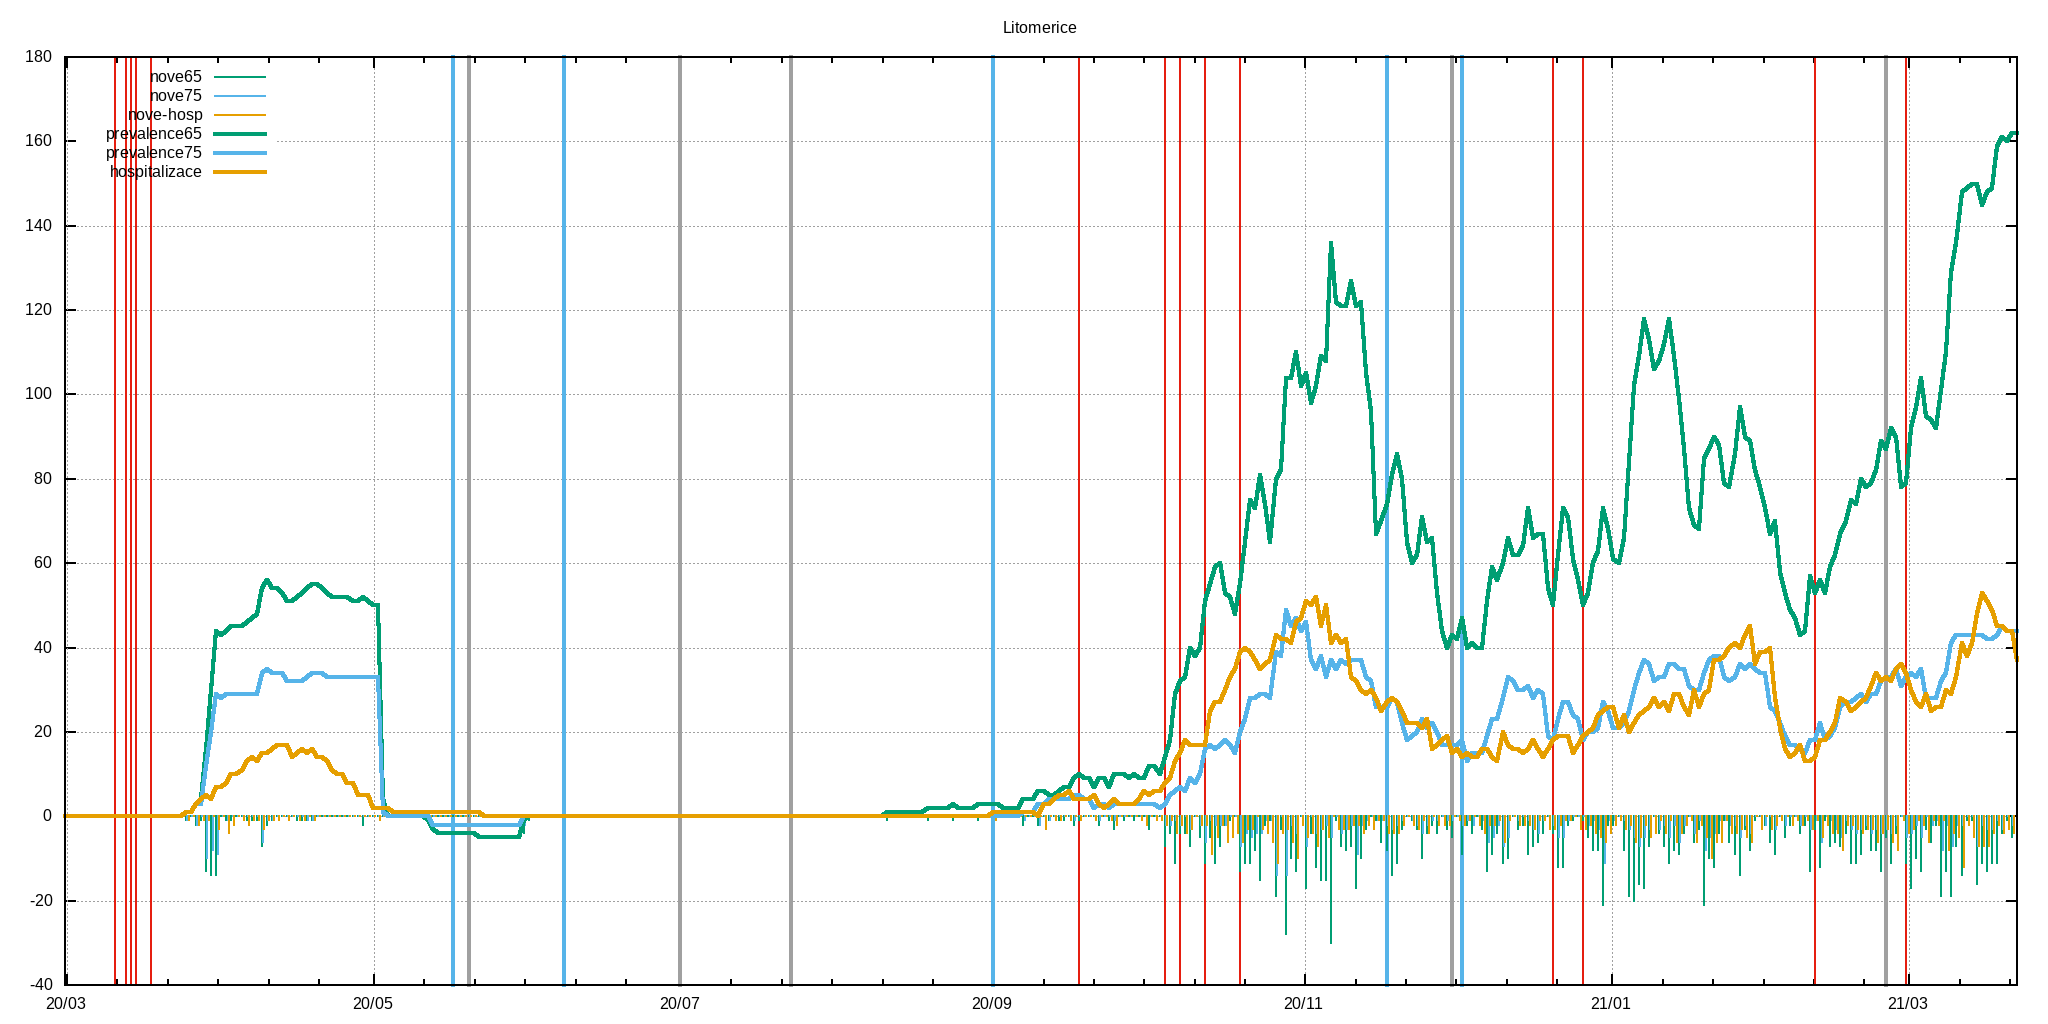 Litomerice
180
160
140
120
100
80
60
40
20
0
-20
-40
nove65
nove75
nove-hosp
prevalence65
prevalence75
hospitalizace
20/03 20/05 20/07 20/09 20/11 21/01 21/03